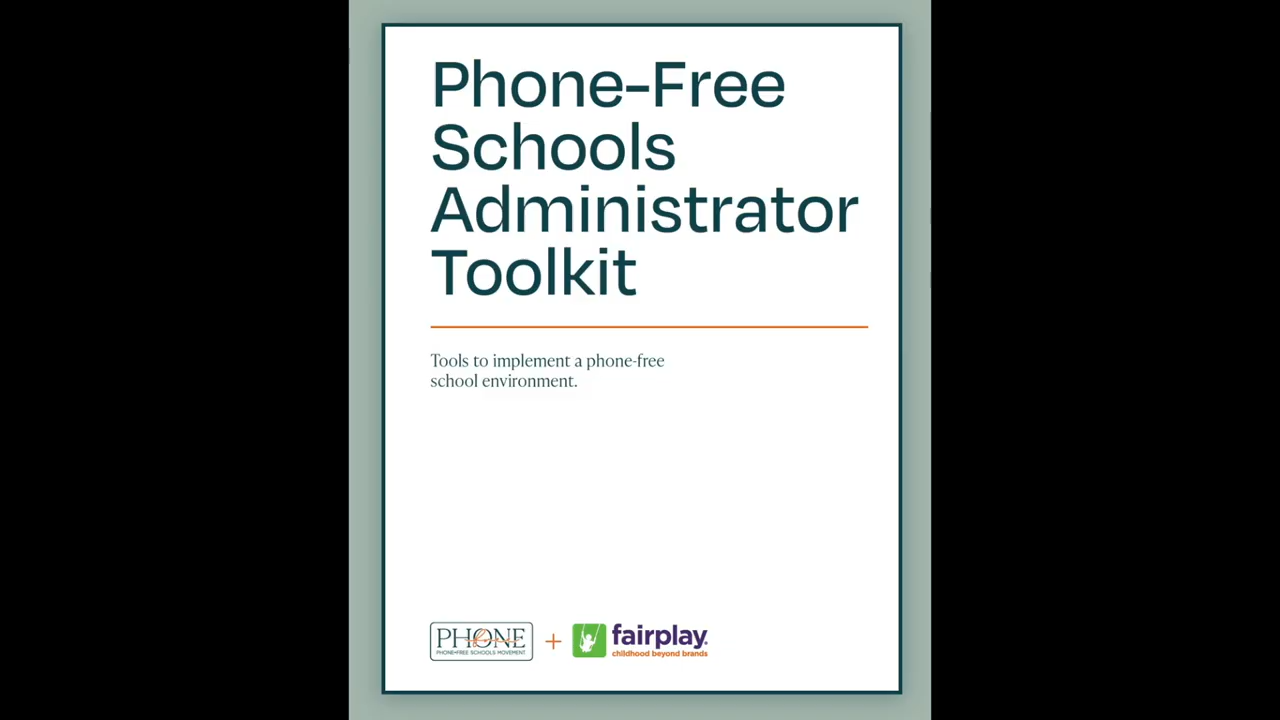 Phone-Free
Schools
Administrator
Toolkit
Tools to implement a phone-free
school environment.
PHONE
PHONE-FREE SCHOOLS MOVEMENT
+
fairplay®
childhood beyond brands